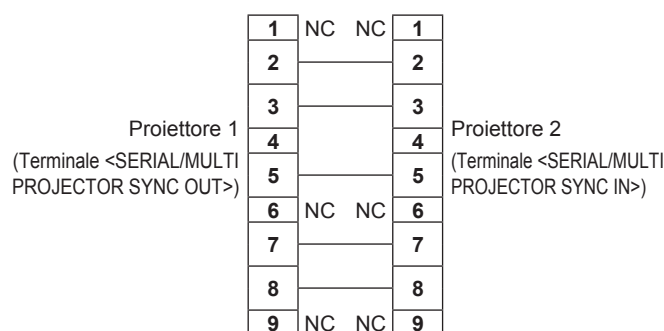 1 NC NC 1
2 2
3 3
Proiettore 1
(Terminale <SERIAL/MULTI
PROJECTOR SYNC OUT>)
4 4
Proiettore 2
(Terminale <SERIAL/MULTI
PROJECTOR SYNC IN>)
5 5
6 NC NC 6
7 7
8 8
9 NC NC 9